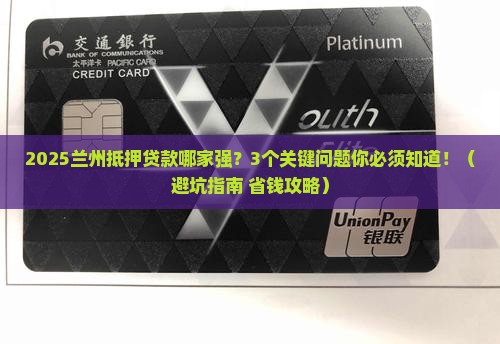 交通銀行
BANK OF COMMUNICATIONS
太平洋卡 PACIFIC CARD
CREDIT CARD
Platinum
outh
2025兰州抵押贷款哪家强？3个关键问题你必须知道！（
避坑指南 省钱攻略）
UnionPay
银联